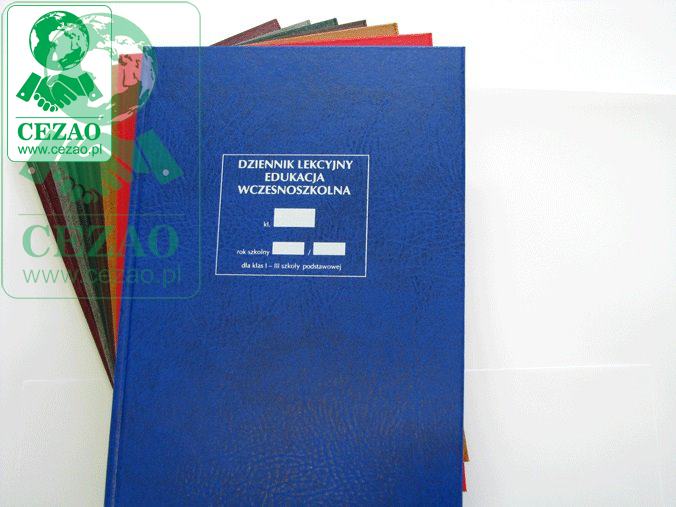 CEZAO
www.cezao.pl
CEZAO
www.cezao.pl
DZIENNIK LEKCYJNY
EDUKACJA
WCZESNOSZKOLNA
kl.
rok szkolny /
dla klas I – III szkoły podstawowej